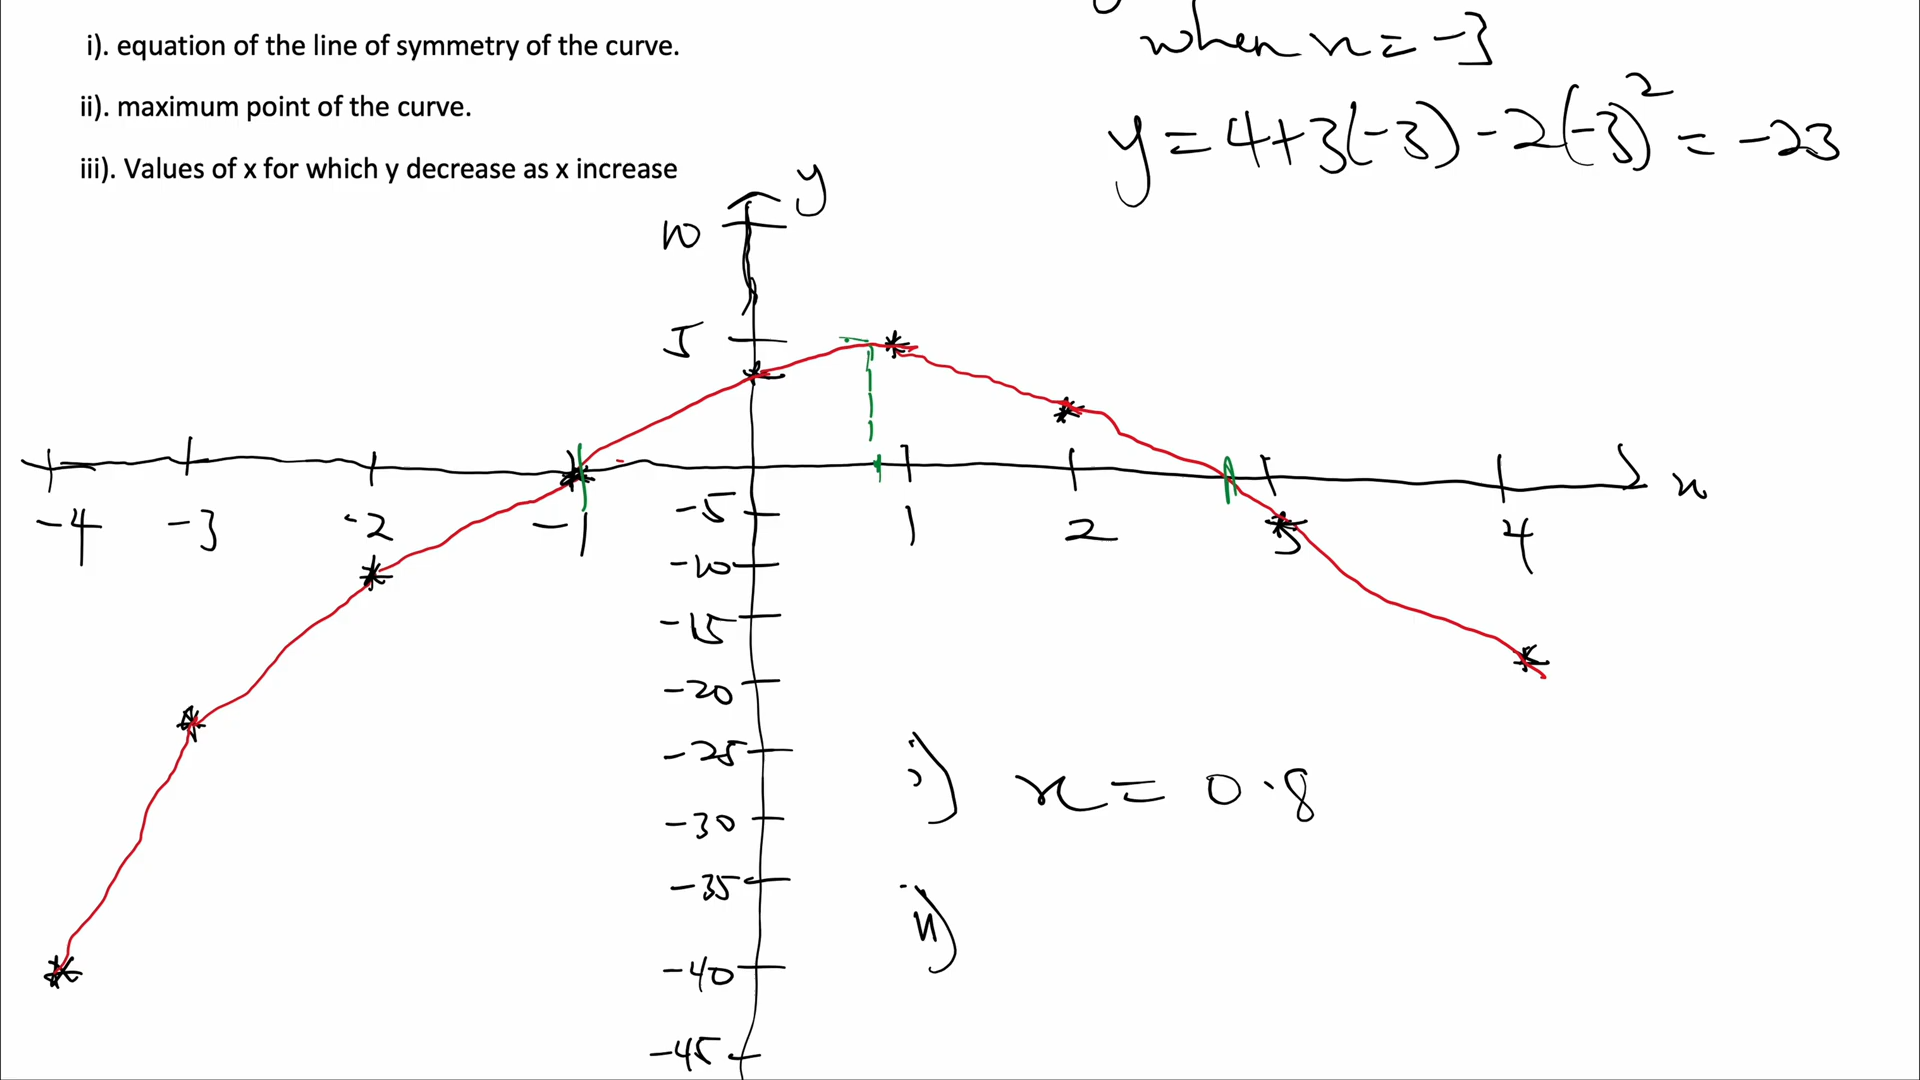 i). equation of the line of symmetry of the curve.
ii). maximum point of the curve.
iii). Values of x for which y decrease as x increase
when x = -3
y = 4+3(-3) - 2(-3)² = -23
y
10
5
-4 -3 -2 -1 1 2 3 4 x
-5
-10
-15
-20
-25
-30
-35
-40
-45
i) x = 0.8
ii)